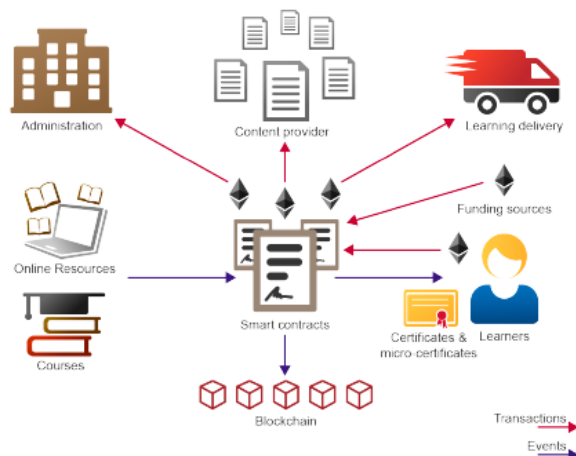 Administration
Content provider
Learning delivery
Funding sources
Online Resources
Smart contracts
Certificates &
micro-certificates
Learners
Courses
Blockchain
Transactions
Events